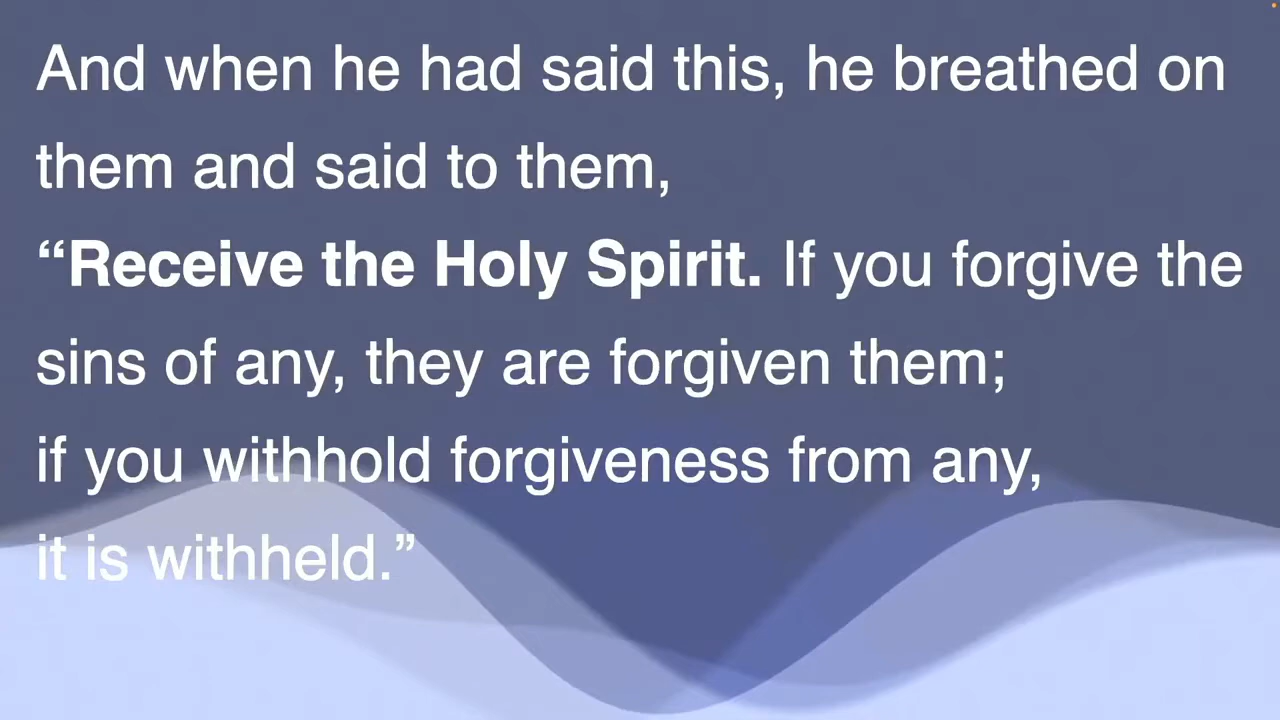 And when he had said this, he breathed on
them and said to them,
“Receive the Holy Spirit. If you forgive the
sins of any, they are forgiven them;
if you withhold forgiveness from any,
it is withheld.”